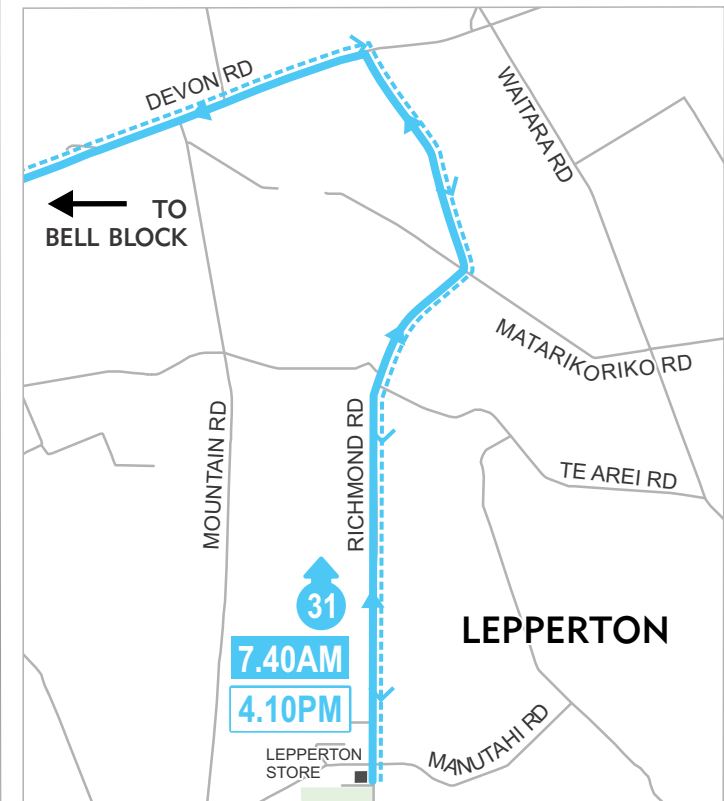 DEVON RD
WAITARA RD
TO
BELL BLOCK
MATARIKORIKO RD
MOUNTAIN RD
RICHMOND RD
TE AREI RD
31
LEPPERTON
7.40AM
4.10PM
LEPPERTON
STORE
MANUTAHI RD